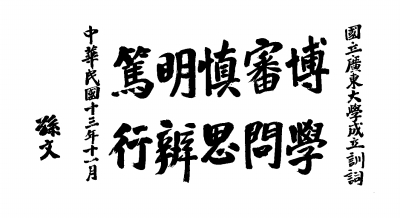 國立廣東大學成立訓詞
博學
審問
慎思
明辨
篤行
中華民國十三年十一月
孫文